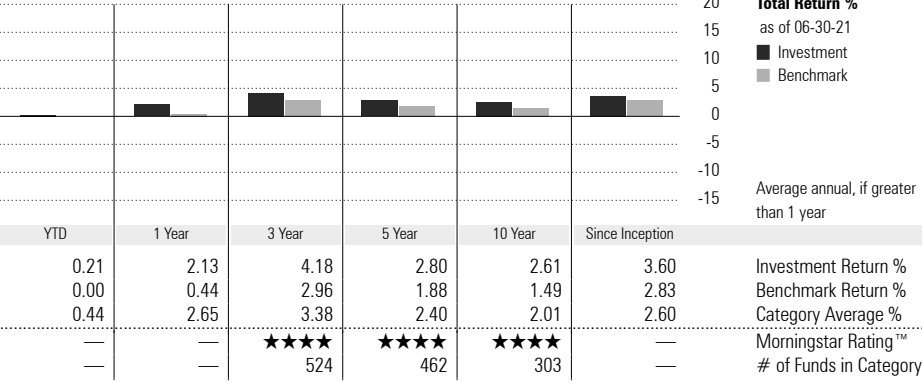 20 Total Return %
15 as of 06-30-21
10 Investment
5 Benchmark
0
-5
-10
-15 Average annual, if greater
than 1 year
YTD 1 Year 3 Year 5 Year 10 Year Since Inception
0.21 2.13 4.18 2.80 2.61 3.60 Investment Return %
0.00 0.44 2.96 1.88 1.49 2.83 Benchmark Return %
0.44 2.65 3.38 2.40 2.01 2.60 Category Average %
— — ★★★★ ★★★★ ★★★★ — Morningstar Rating™
— — 524 462 303 — # of Funds in Category